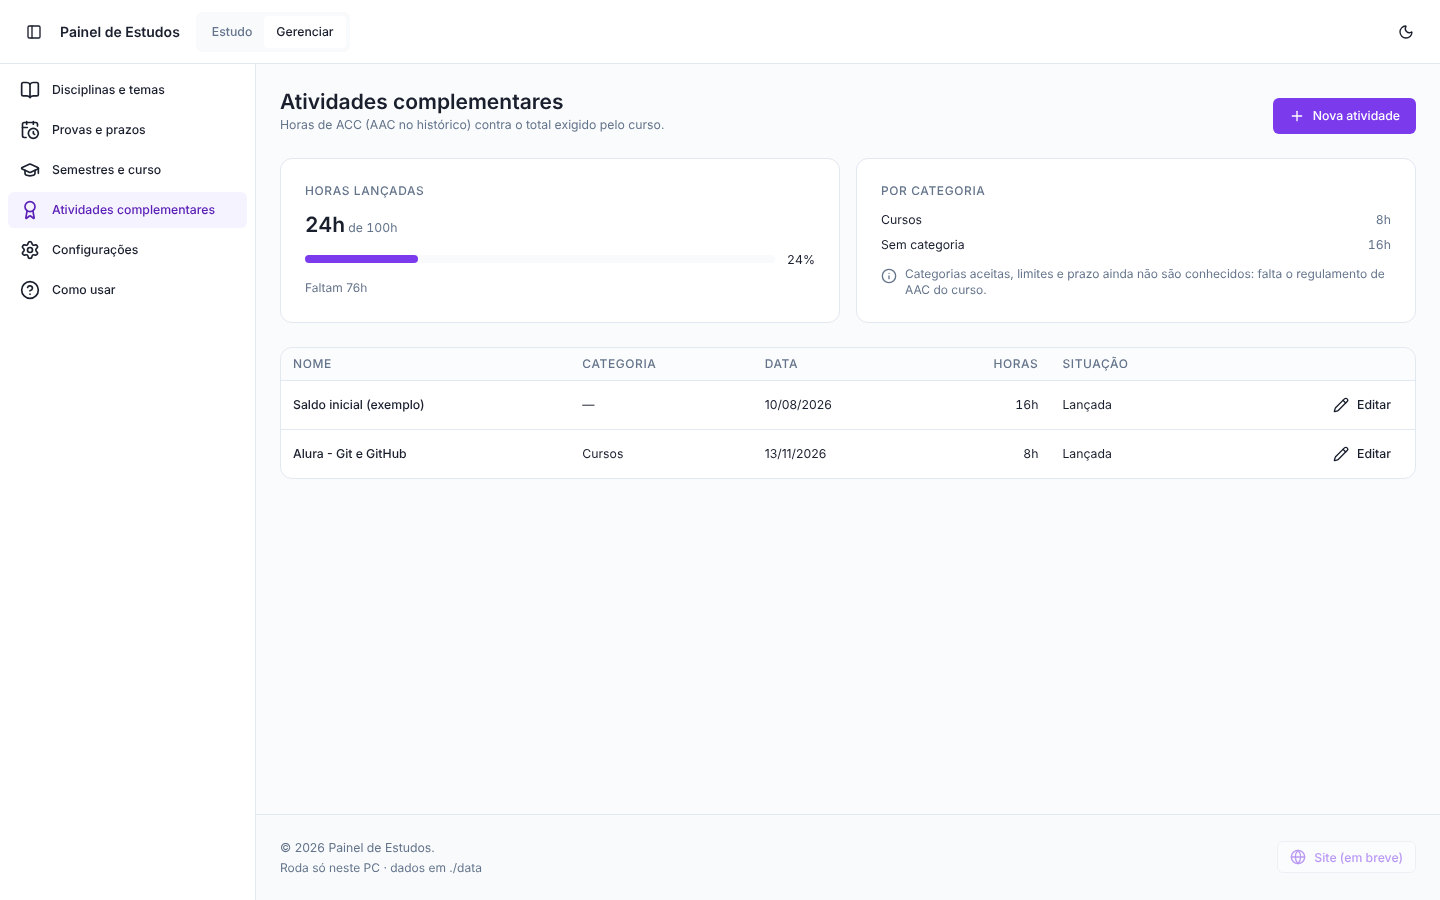 Painel de Estudos
Estudo
Gerenciar
Disciplinas e temas
Provas e prazos
Semestres e curso
Atividades complementares
Configurações
Como usar
Atividades complementares
Horas de ACC (AAC no histórico) contra o total exigido pelo curso.
Nova atividade
HORAS LANÇADAS
24h de 100h
24%
Faltam 76h
POR CATEGORIA
Cursos 8h
Sem categoria 16h
Categorias aceitas, limites e prazo ainda não são conhecidos: falta o regulamento de
AAC do curso.
NOME CATEGORIA DATA HORAS SITUAÇÃO
Saldo inicial (exemplo) — 10/08/2026 16h Lançada Editar
Alura - Git e GitHub Cursos 13/11/2026 8h Lançada Editar
© 2026 Painel de Estudos.
Roda só neste PC · dados em ./data
Site (em breve)